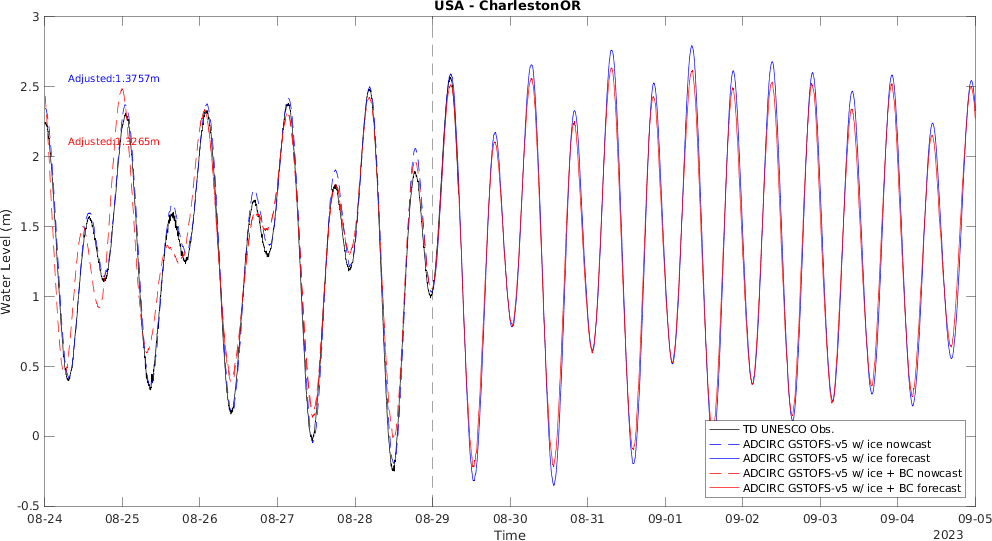 USA - CharlestonOR
3
2.5
2
1.5
1
0.5
0
-0.5
Water Level (m)
Adjusted:1.3757m
Adjusted:1.3265m
TD UNESCO Obs.
ADCIRC GSTOFS-v5 w/ ice nowcast
ADCIRC GSTOFS-v5 w/ ice forecast
ADCIRC GSTOFS-v5 w/ ice + BC nowcast
ADCIRC GSTOFS-v5 w/ ice + BC forecast
08-24 08-25 08-26 08-27 08-28 08-29 08-30 08-31 09-01 09-02 09-03 09-04 09-05
Time
2023